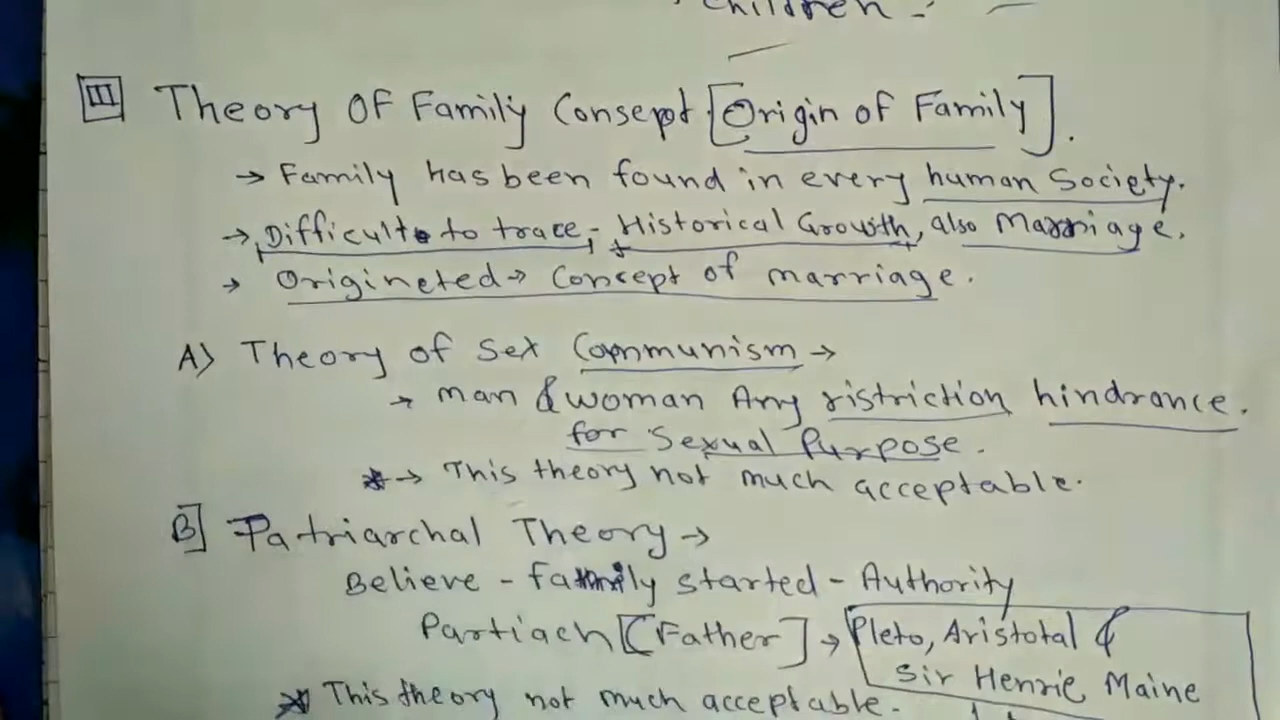 children.
III Theory OF Family Consept [Origin of Family].
→ Family has been found in every human Society.
→ Difficult to trace, Historical Growth, also Marriage.
→ Origineted → Concept of marriage.
A) Theory of Sex Communism →
→ man & woman Any ristriction hindrance.
for Sexual Purpose.
* → This theory not much acceptable.
B] Patriarchal Theory →
Believe - family started - Authority
Partiach [Father] → Pleto, Aristotal &
Sir Henrie Maine
* This theory not much acceptable.